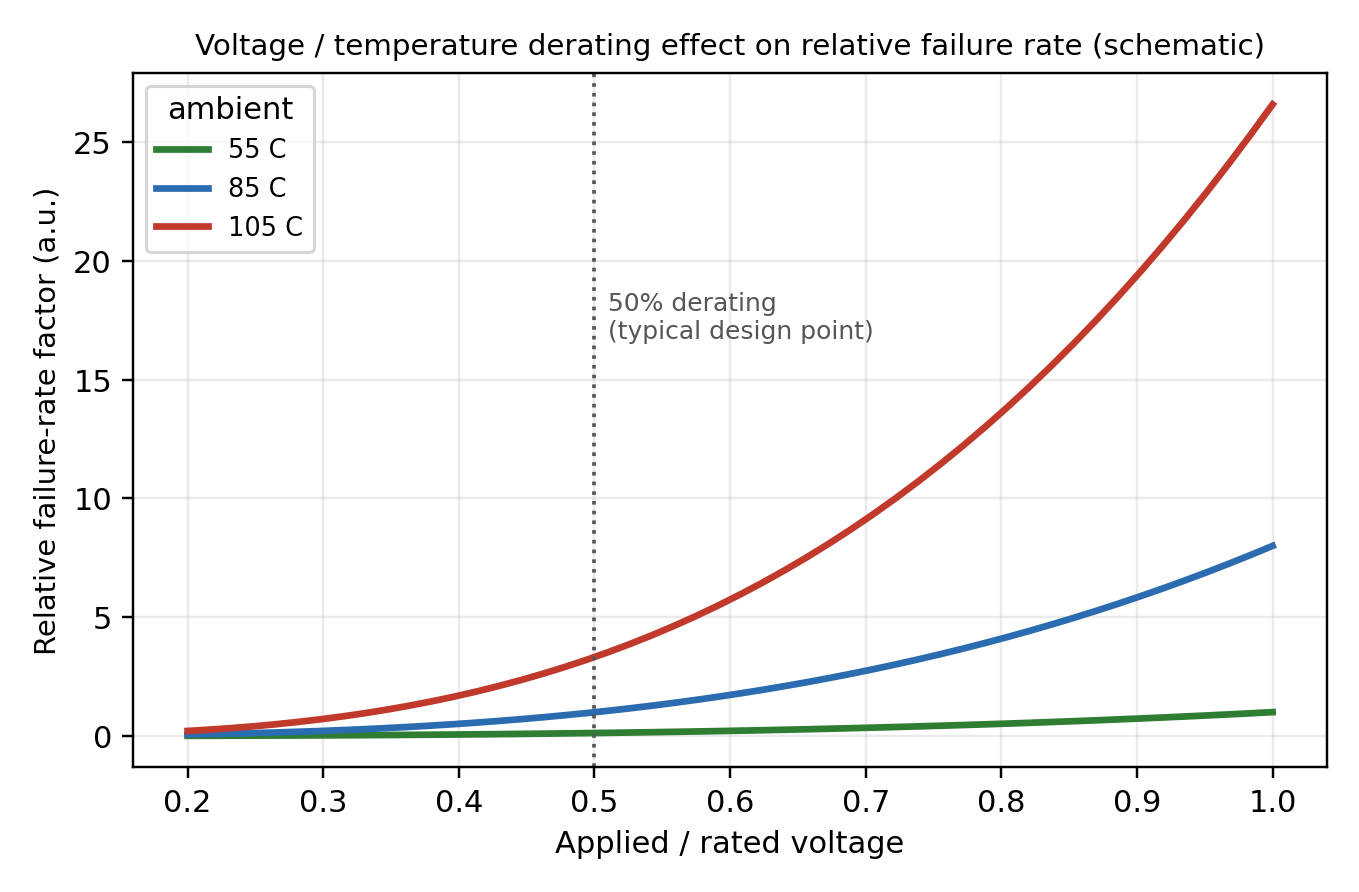 Voltage / temperature derating effect on relative failure rate (schematic)
ambient
55 C
85 C
105 C
50% derating
(typical design point)
Relative failure-rate factor (a.u.)
25
20
15
10
5
0
0.2 0.3 0.4 0.5 0.6 0.7 0.8 0.9 1.0
Applied / rated voltage